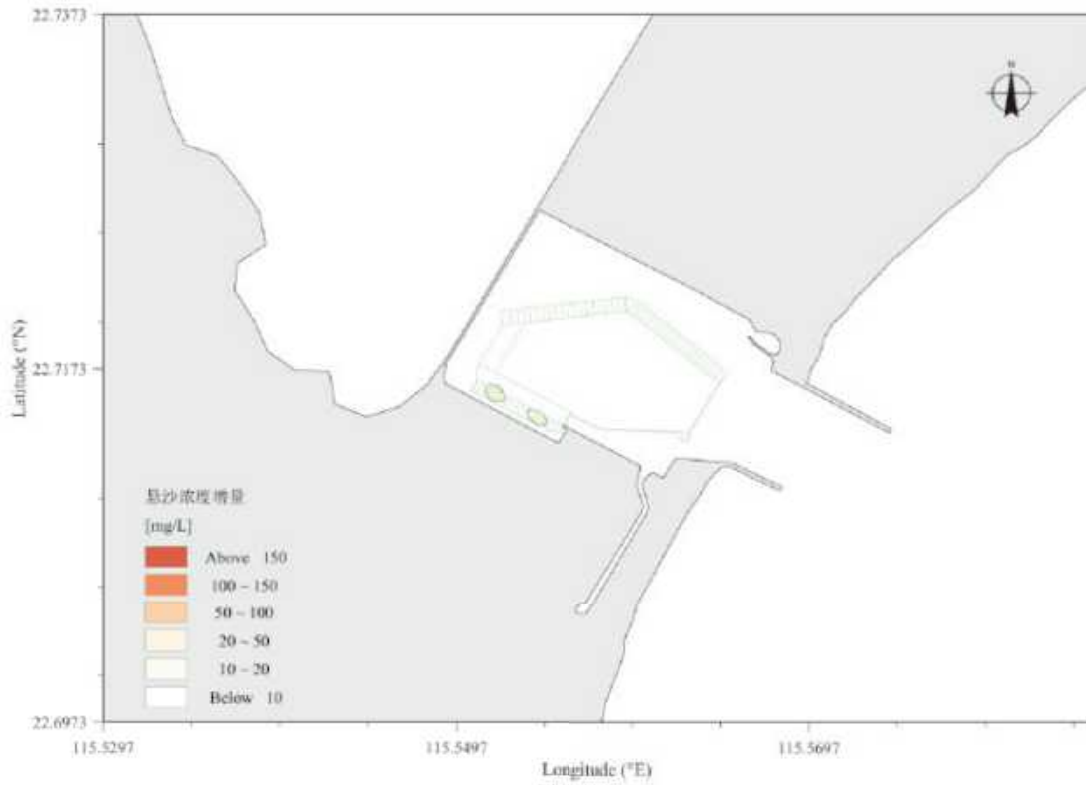 22.7373
N
22.7173
Latitude (°N)
悬沙浓度增量
[mg/L]
Above 150
100 ~ 150
50 ~ 100
20 ~ 50
10 ~ 20
Below 10
22.6973
115.5297
115.5497
115.5697
Longitude (°E)